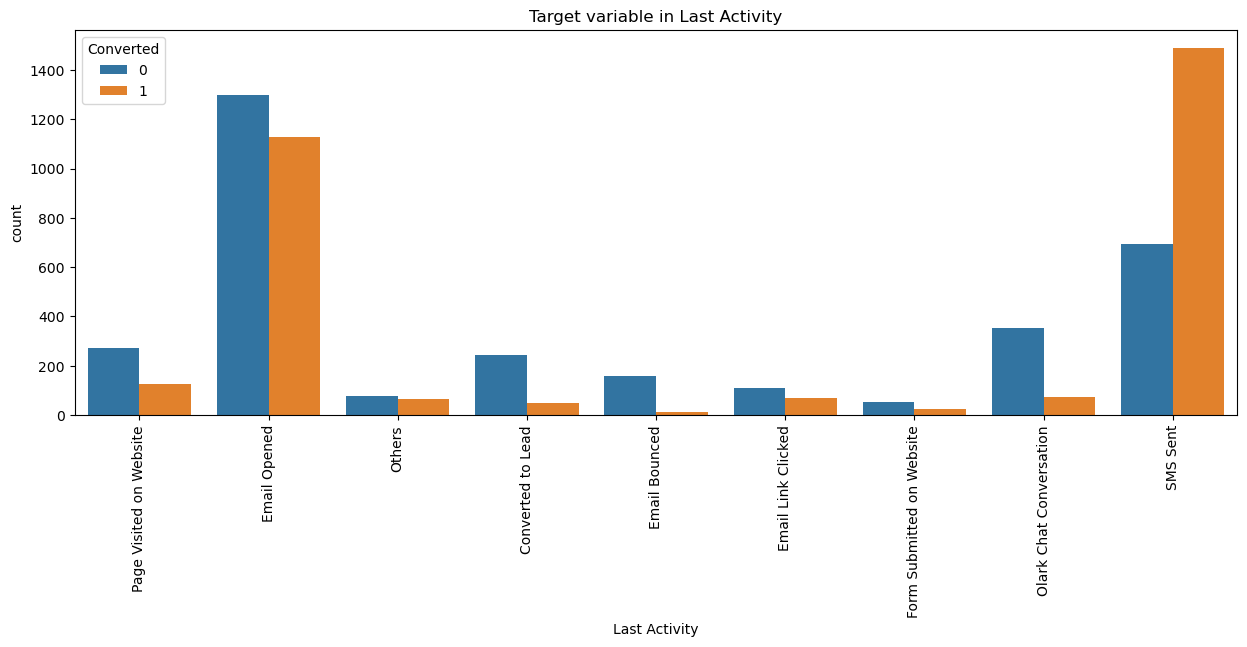 Target variable in Last Activity
Converted
0
1
count
1400
1200
1000
800
600
400
200
0
Page Visited on Website
Email Opened
Others
Converted to Lead
Email Bounced
Email Link Clicked
Form Submitted on Website
Olark Chat Conversation
SMS Sent
Last Activity